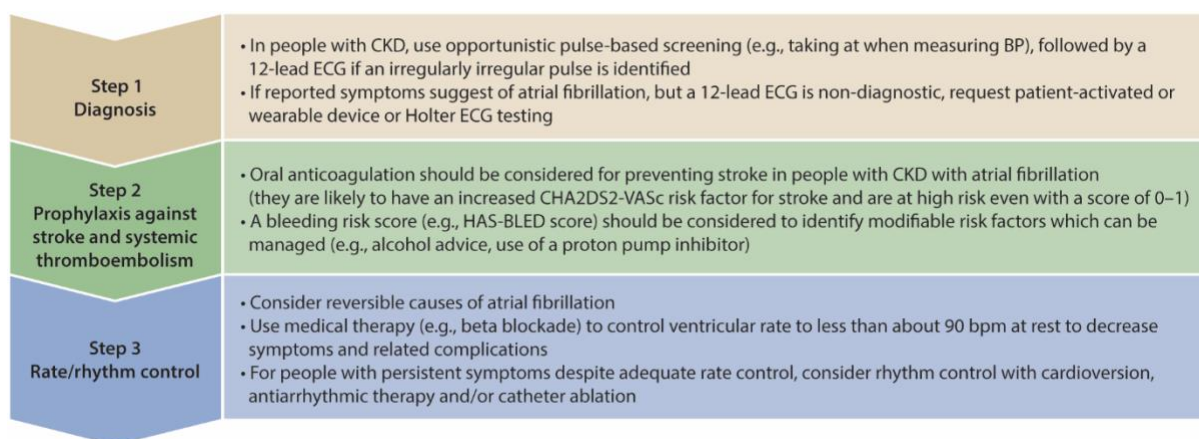 Step 1
Diagnosis
• In people with CKD, use opportunistic pulse-based screening (e.g., taking at when measuring BP), followed by a
12-lead ECG if an irregularly irregular pulse is identified
• If reported symptoms suggest of atrial fibrillation, but a 12-lead ECG is non-diagnostic, request patient-activated or
wearable device or Holter ECG testing
Step 2
Prophylaxis against
stroke and systemic
thromboembolism
• Oral anticoagulation should be considered for preventing stroke in people with CKD with atrial fibrillation
(they are likely to have an increased CHA2DS2-VASc risk factor for stroke and are at high risk even with a score of 0–1)
• A bleeding risk score (e.g., HAS-BLED score) should be considered to identify modifiable risk factors which can be
managed (e.g., alcohol advice, use of a proton pump inhibitor)
Step 3
Rate/rhythm control
• Consider reversible causes of atrial fibrillation
• Use medical therapy (e.g., beta blockade) to control ventricular rate to less than about 90 bpm at rest to decrease
symptoms and related complications
• For people with persistent symptoms despite adequate rate control, consider rhythm control with cardioversion,
antiarrhythmic therapy and/or catheter ablation